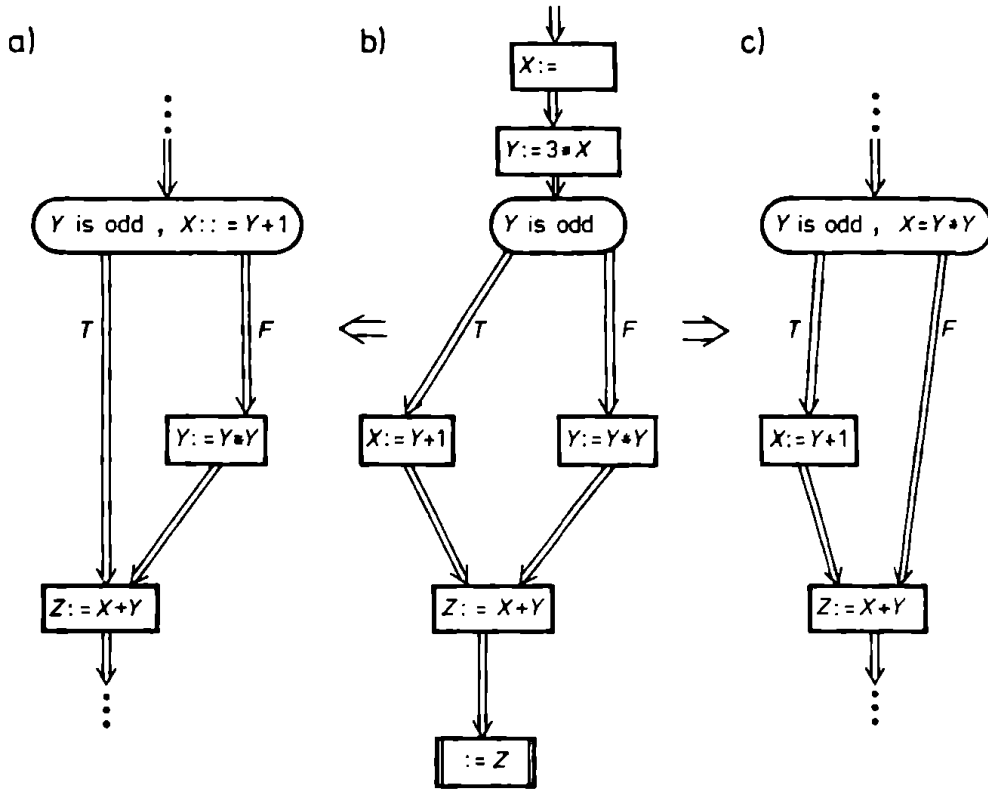 a)
Y is odd , X : : = Y+1
T
F
Y:=Y*Y
Z:=X+Y
b)
X:=
Y:=3*X
Y is odd
T
F
X:=Y+1
Y:=Y*Y
Z:= X+Y
:= Z
c)
Y is odd , X=Y*Y
T
F
X:=Y+1
Z:=X+Y